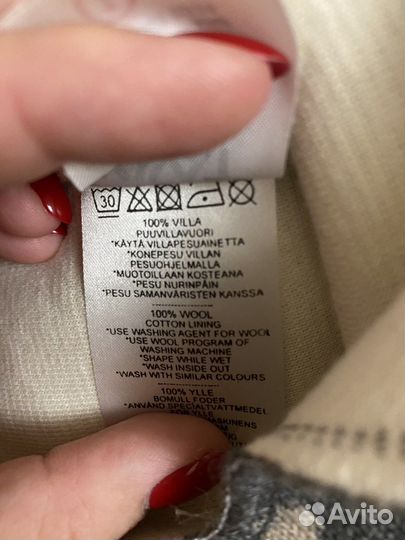 30
100% VILLA
PUUVILLAVUORI
*KÄYTÄ VILLAPESUAINETTA
*KONEPESU VILLAN
PESUOHJELMALLA
*MUOTOILLAAN KOSTEANA
*PESU NURINPÄIN
*PESU SAMANVÄRISTEN KANSSA
100% WOOL
COTTON LINING
*USE WASHING AGENT FOR WOOL
*USE WOOL PROGRAM OF
WASHING MACHINE
*SHAPE WHILE WET
*WASH INSIDE OUT
*WASH WITH SIMILAR COLOURS
100% YLLE
BOMULL FODER
*ANVÄND SPECIALTVATTMEDEL
FÖR YLLE
Avito